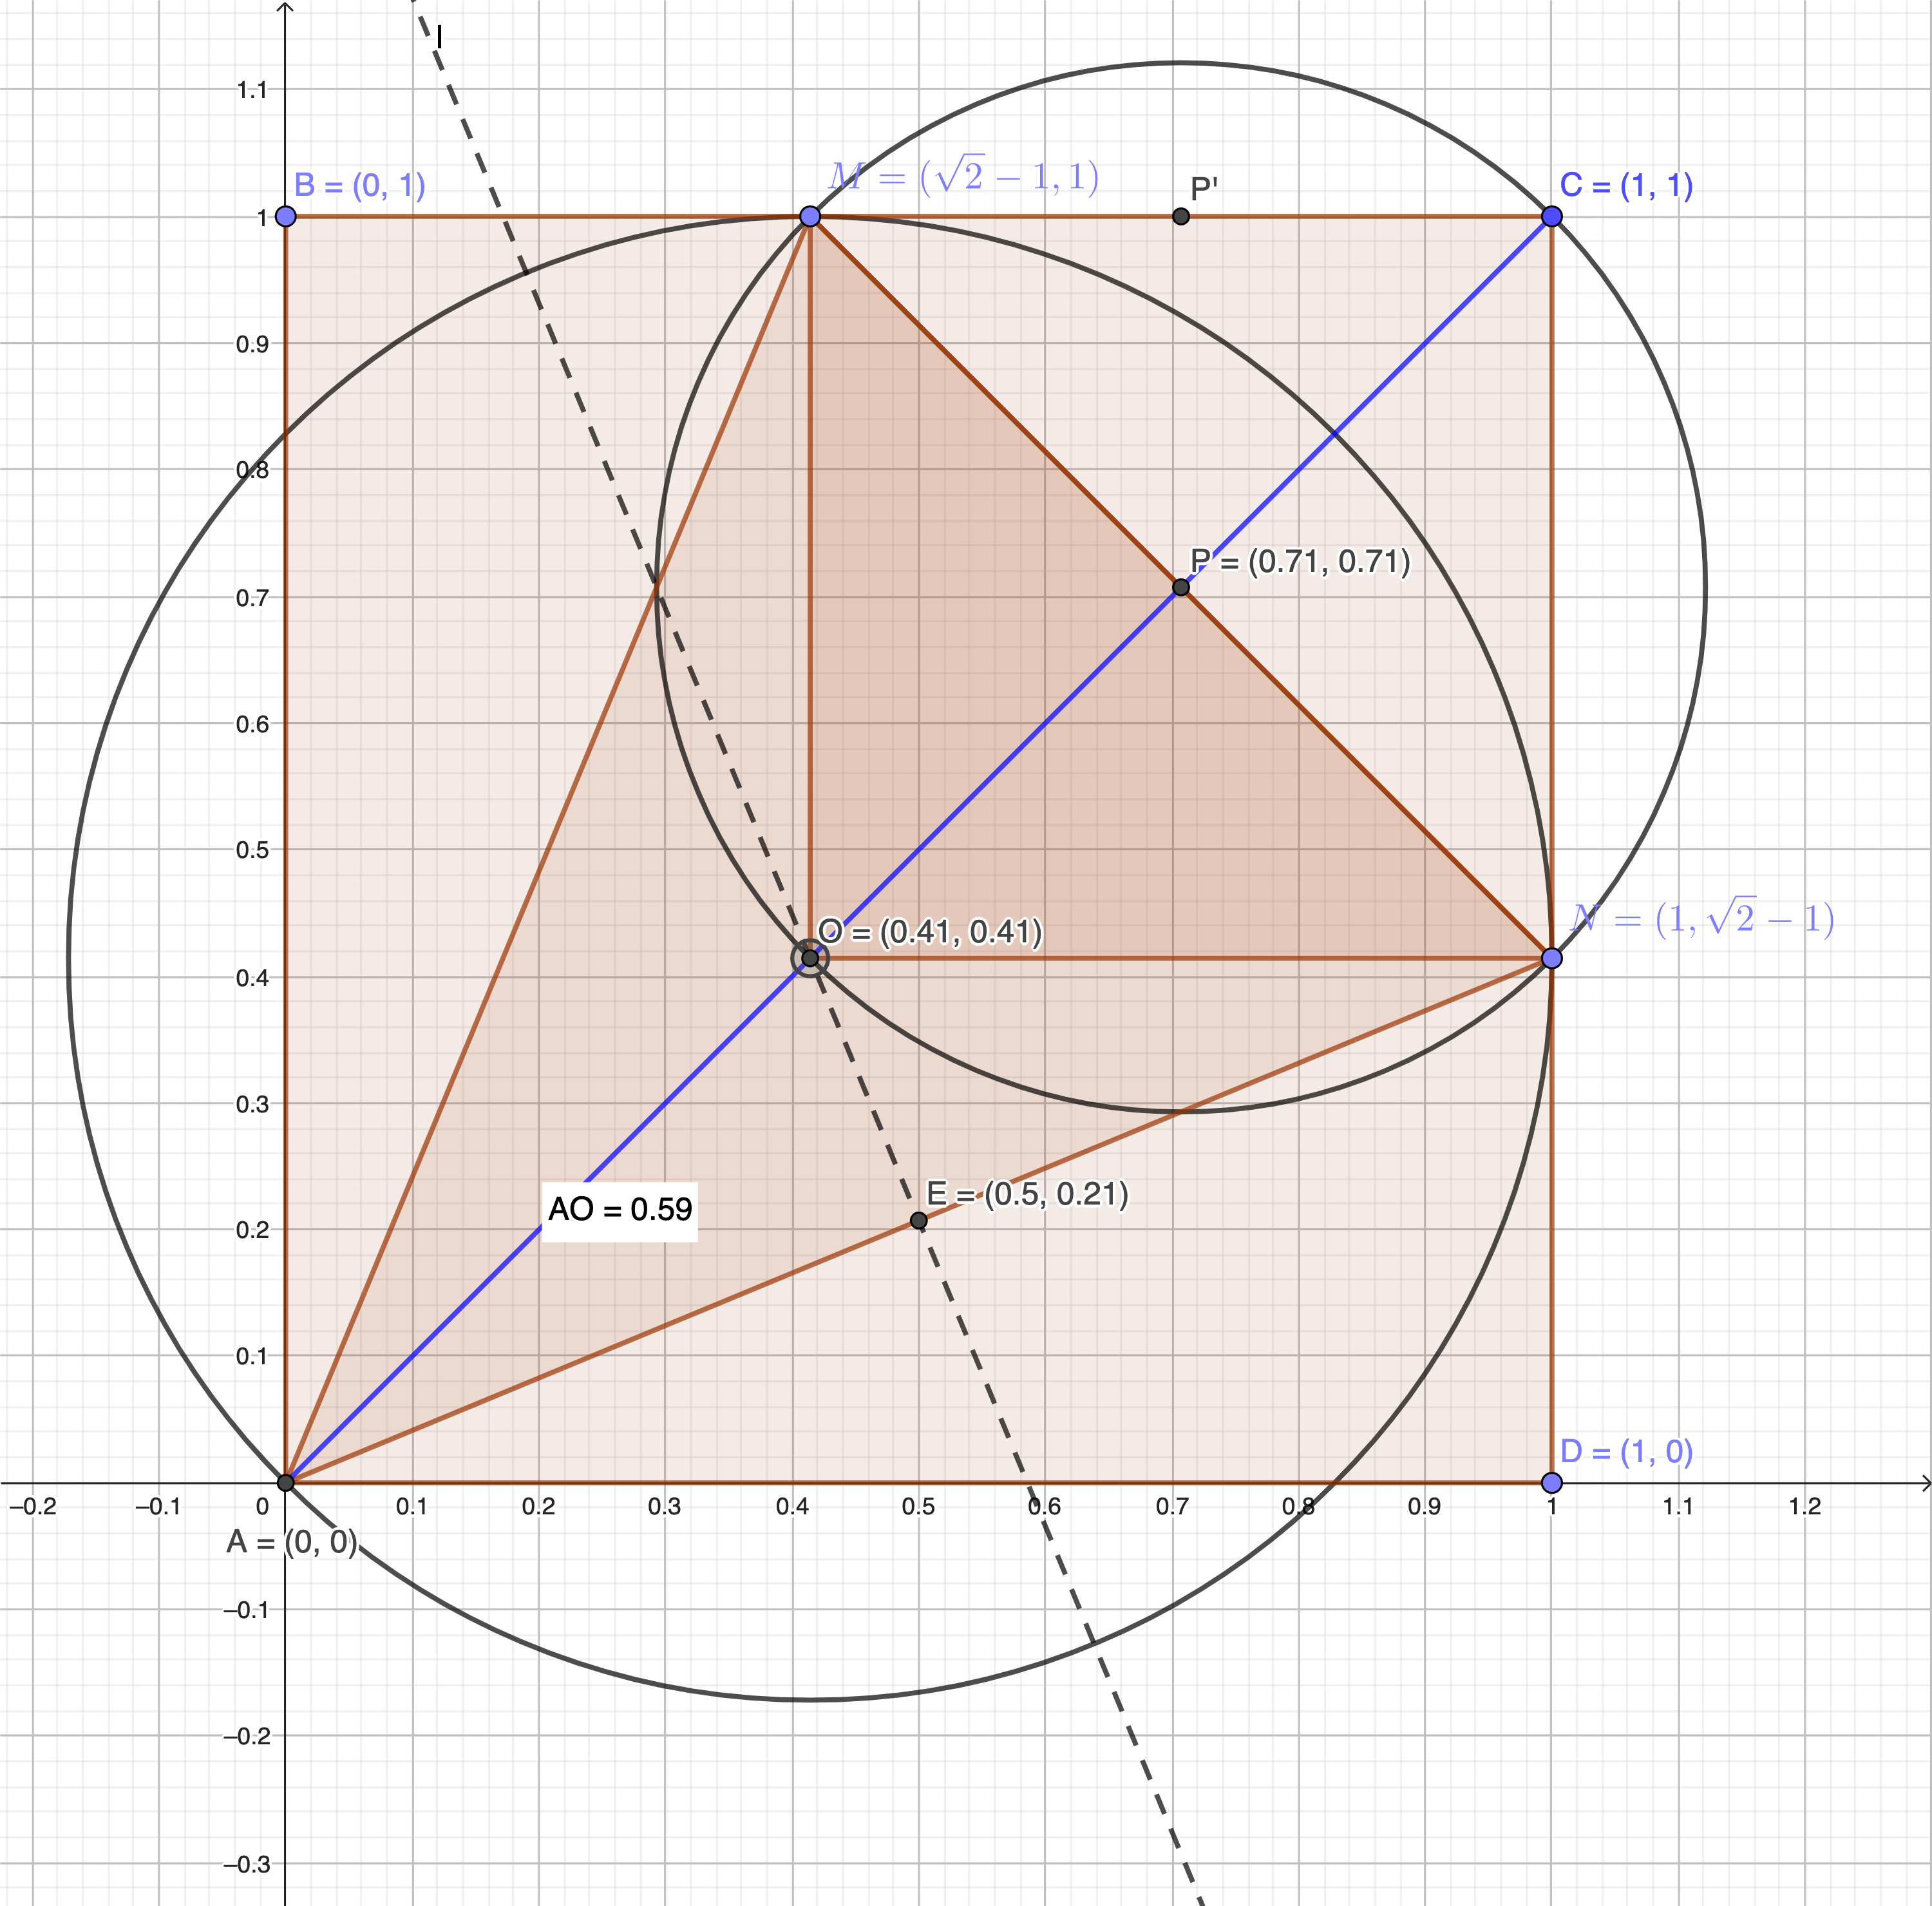 l
1.1
B = (0, 1)
M = (√2 − 1, 1)
P'
C = (1, 1)
1
0.9
0.8
0.7
P = (0.71, 0.71)
0.6
0.5
O = (0.41, 0.41)
N = (1, √2 − 1)
0.4
0.3
AO = 0.59
E = (0.5, 0.21)
0.2
0.1
D = (1, 0)
–0.2 –0.1 0 0.1 0.2 0.3 0.4 0.5 0.6 0.7 0.8 0.9 1 1.1 1.2
A = (0, 0)
–0.1
–0.2
–0.3